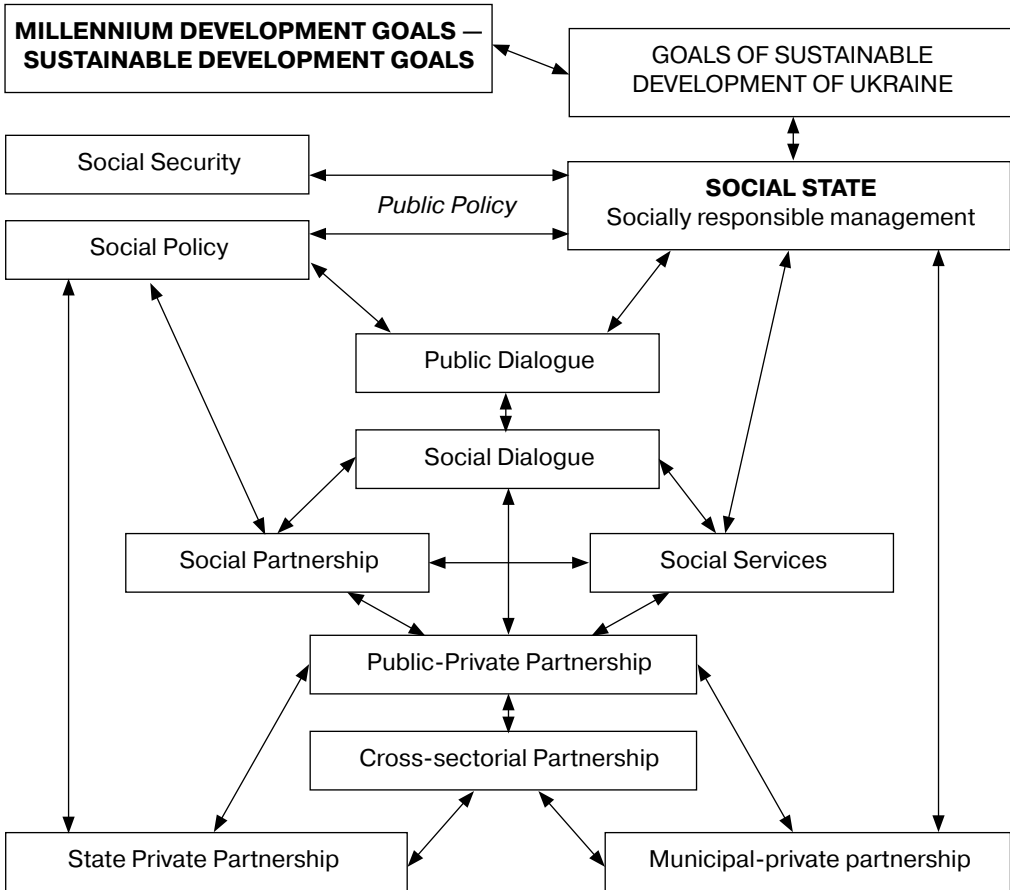 MILLENNIUM DEVELOPMENT GOALS —
SUSTAINABLE DEVELOPMENT GOALS
GOALS OF SUSTAINABLE
DEVELOPMENT OF UKRAINE
Social Security
SOCIAL STATE
Socially responsible management
Public Policy
Social Policy
Public Dialogue
Social Dialogue
Social Partnership
Social Services
Public-Private Partnership
Cross-sectorial Partnership
State Private Partnership
Municipal-private partnership